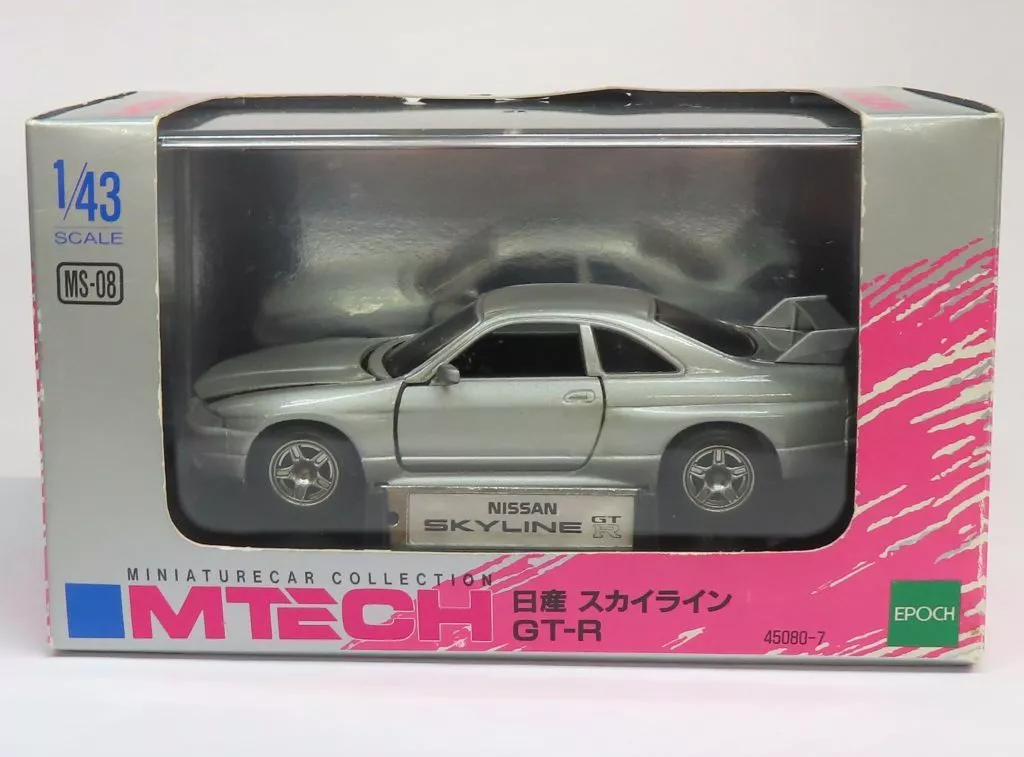 1/43
SCALE
MS-08
NISSAN
SKYLINE GT R
MINIATURECAR COLLECTION
MTECH
日産 スカイライン
GT-R
45080-7
EPOCH